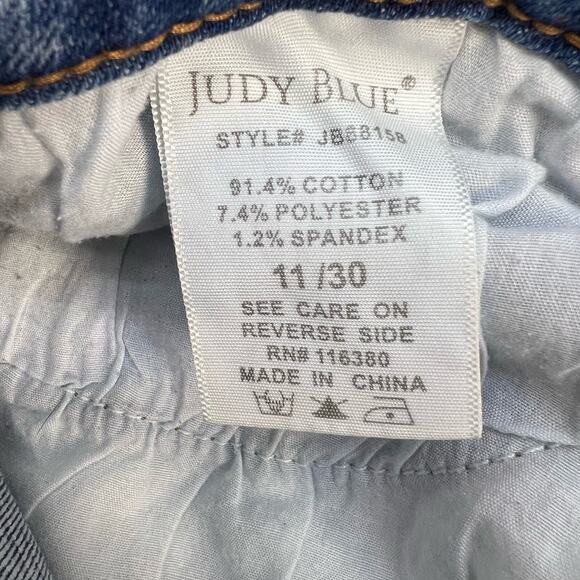 JUDY BLUE®
STYLE# JB88158
91.4% COTTON
7.4% POLYESTER
1.2% SPANDEX
11 /30
SEE CARE ON
REVERSE SIDE
RN# 116380
MADE IN CHINA